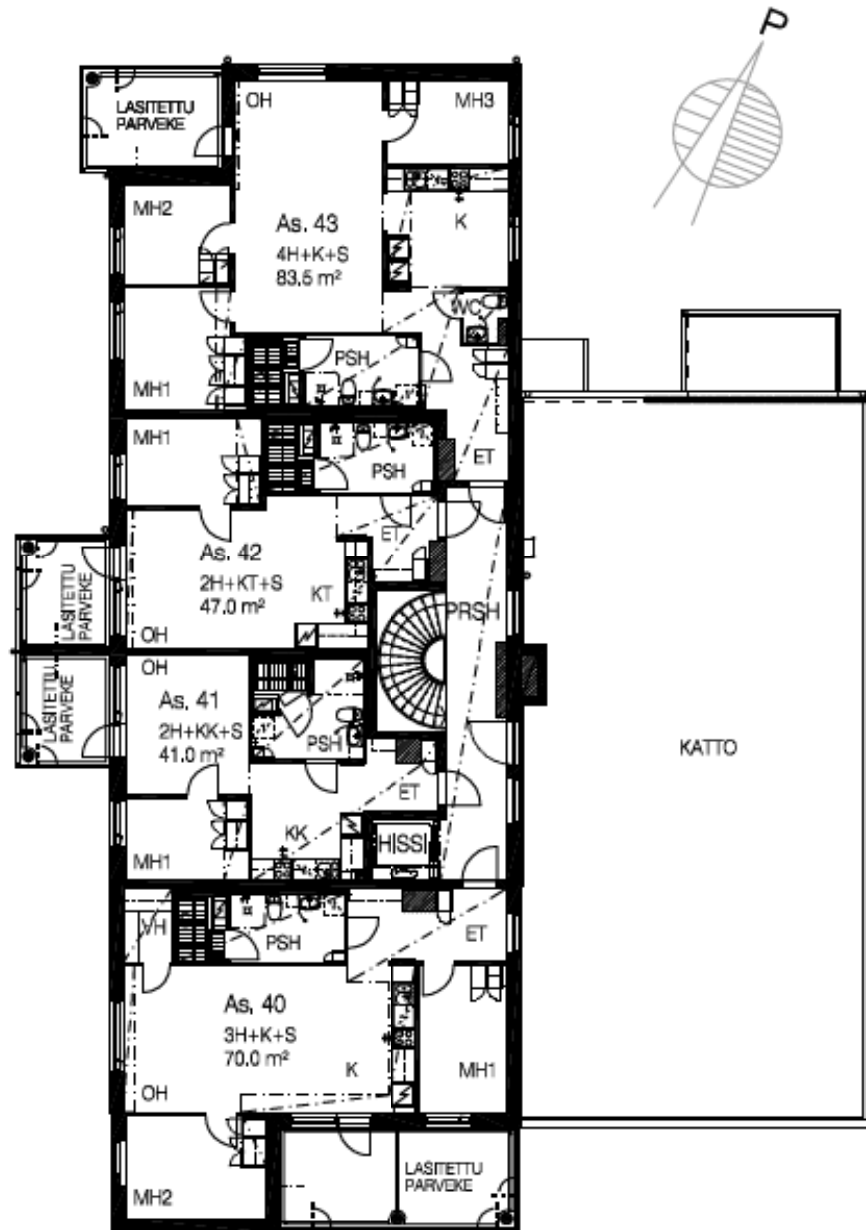 P
LASITETTU
PARVEKE
OH
MH3
MH2
As. 43
4H+K+S
83.5 m²
K
WC
MH1
PSH
MH1
PSH
ET
ET
As. 42
2H+KT+S
47.0 m²
KT
LASITETTU
PARVEKE
OH
PRSH
OH
As. 41
2H+KK+S
41.0 m²
LASITETTU
PARVEKE
PSH
ET
KATTO
KK
HISSI
MH1
VH
PSH
ET
As. 40
3H+K+S
70.0 m²
K
MH1
OH
MH2
LASITETTU
PARVEKE